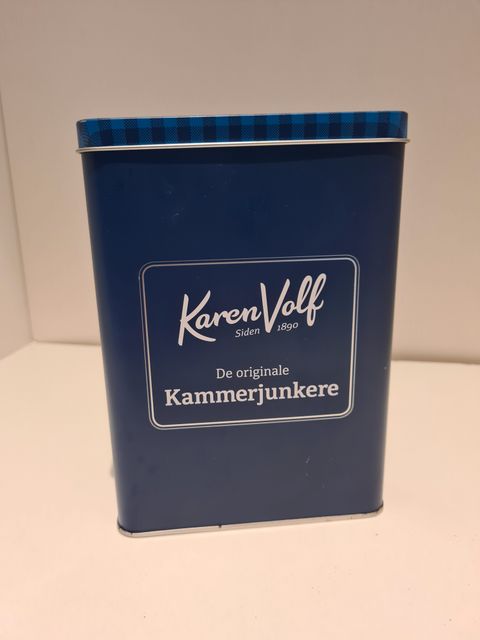 Karen Volf
Siden 1890
De originale
Kammerjunkere